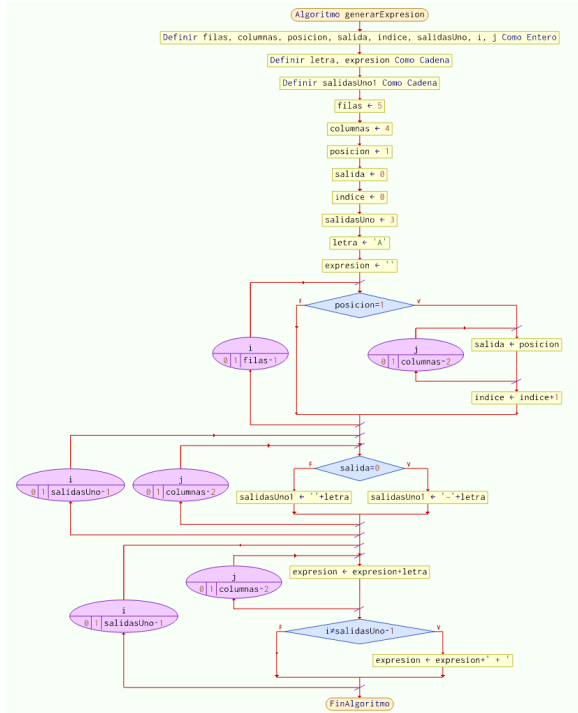 Algoritmo generarExpresion
Definir filas, columnas, posicion, salida, indice, salidasUno, i, j Como Entero
Definir letra, expresion Como Cadena
Definir salidasUno1 Como Cadena
filas ← 5
columnas ← 4
posicion ← 1
salida ← 0
indice ← 0
salidasUno ← 3
letra ← 'A'
expresion ← ''
F
posicion=1
V
i
0 1 filas-1
j
0 1 columnas-2
salida ← posicion
indice ← indice+1
F
salida=0
V
i
0 1 salidasUno-1
j
0 1 columnas-2
salidasUno1 ← ''+letra
salidasUno1 ← '-'+letra
j
0 1 columnas-2
expresion ← expresion+letra
i
0 1 salidasUno-1
F
i≠salidasUno-1
V
expresion ← expresion+' + '
FinAlgoritmo